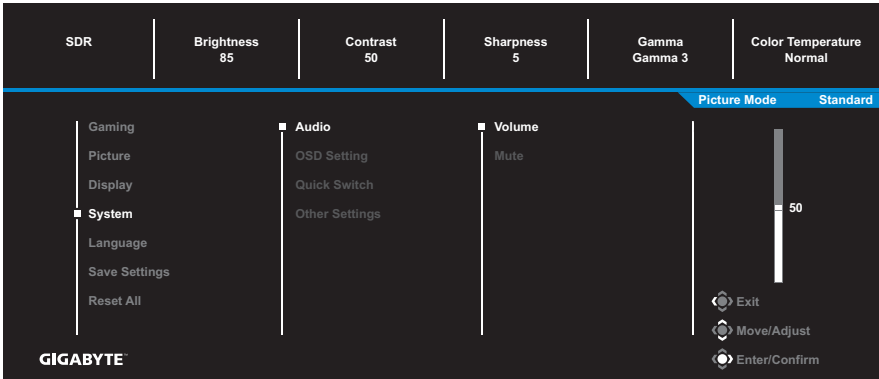 SDR
Brightness
85
Contrast
50
Sharpness
5
Gamma
Gamma 3
Color Temperature
Normal
Picture Mode Standard
Gaming
Picture
Display
System
Language
Save Settings
Reset All
Audio
OSD Setting
Quick Switch
Other Settings
Volume
Mute
50
Exit
Move/Adjust
Enter/Confirm
GIGABYTE™